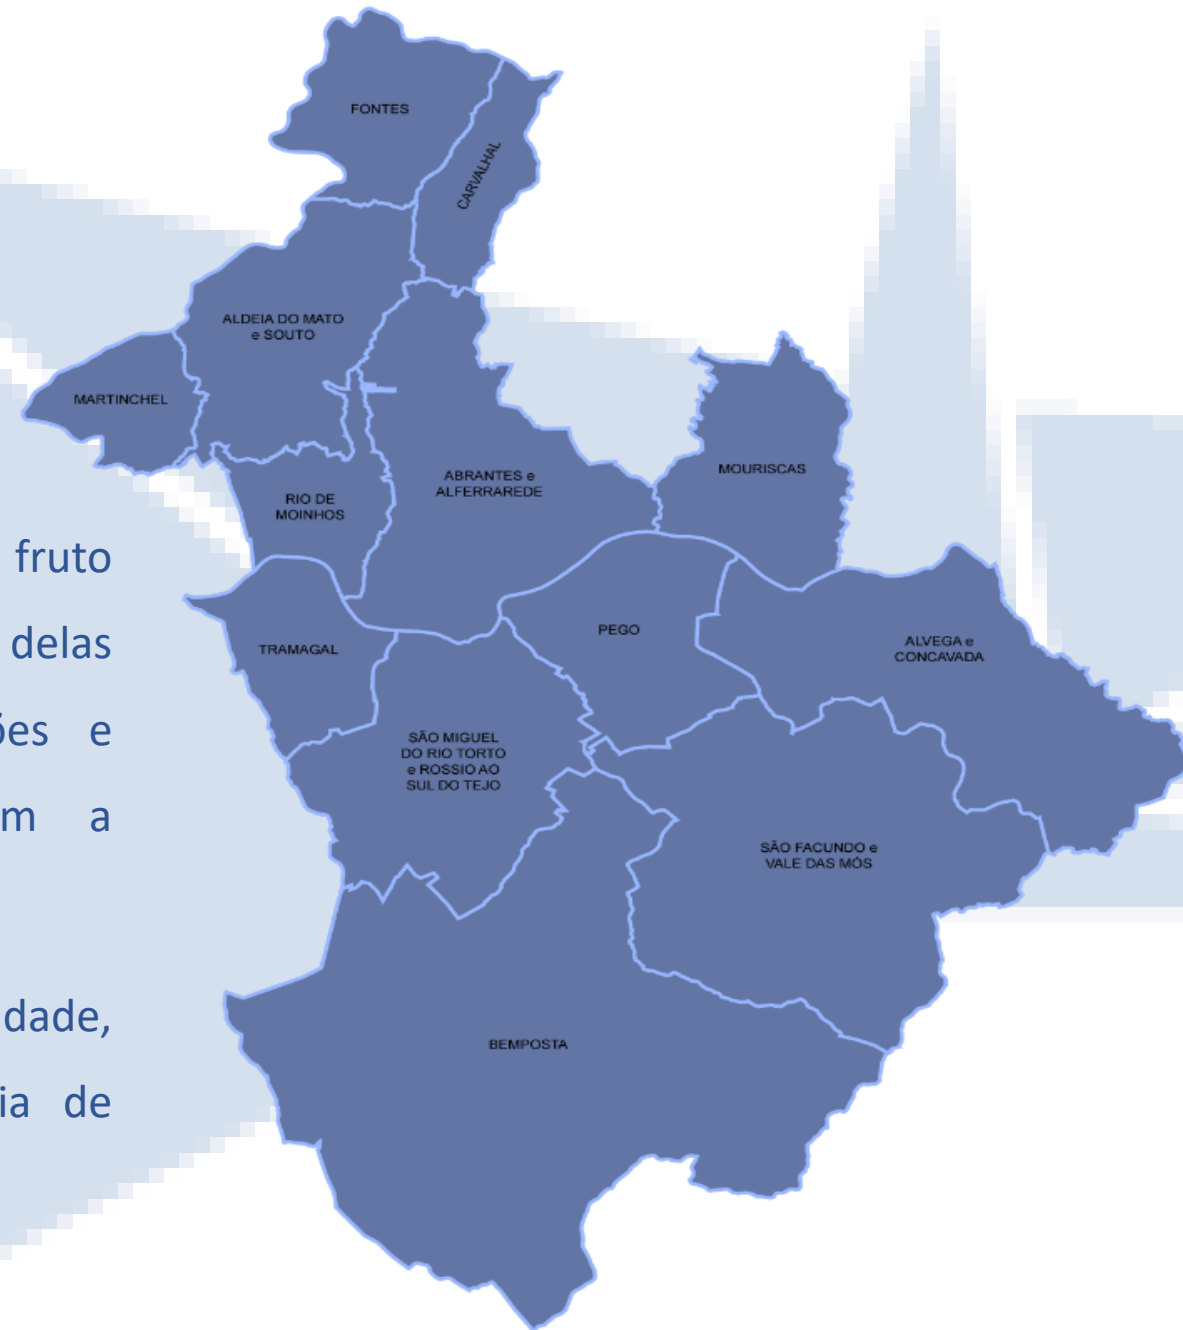 FONTES
CARVALHAL
ALDEIA DO MATO
e SOUTO
MARTINCHEL
MOURISCAS
ABRANTES e
ALFERRAREDE
RIO DE
MOINHOS
fruto
delas
PEGO
TRAMAGAL
ALVEGA e
CONCAVADA
ões e
m a
SÃO MIGUEL
DO RIO TORTO
e ROSSIO AO
SUL DO TEJO
SÃO FACUNDO e
VALE DAS MÓS
dade,
BEMPOSTA
ia de